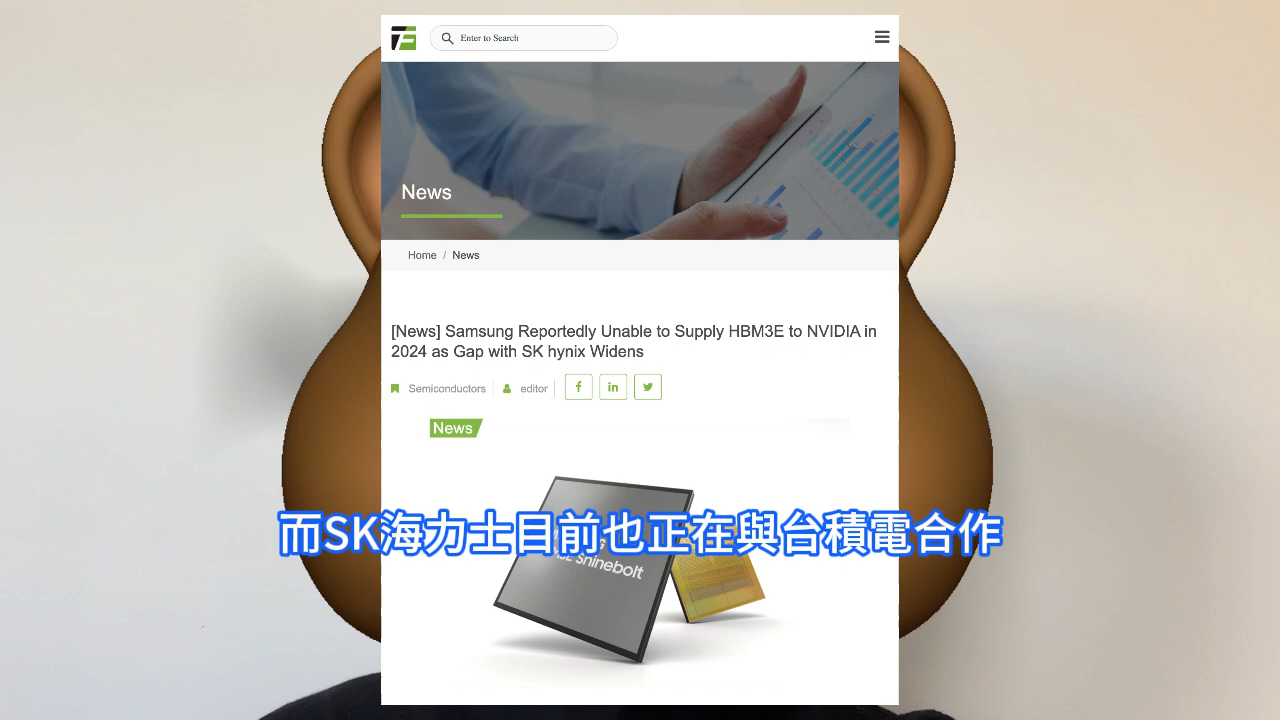 Enter to Search
News
Home / News
[News] Samsung Reportedly Unable to Supply HBM3E to NVIDIA in
2024 as Gap with SK hynix Widens
Semiconductors editor
News
而SK海力士目前也正在與台積電合作
Shinebolt